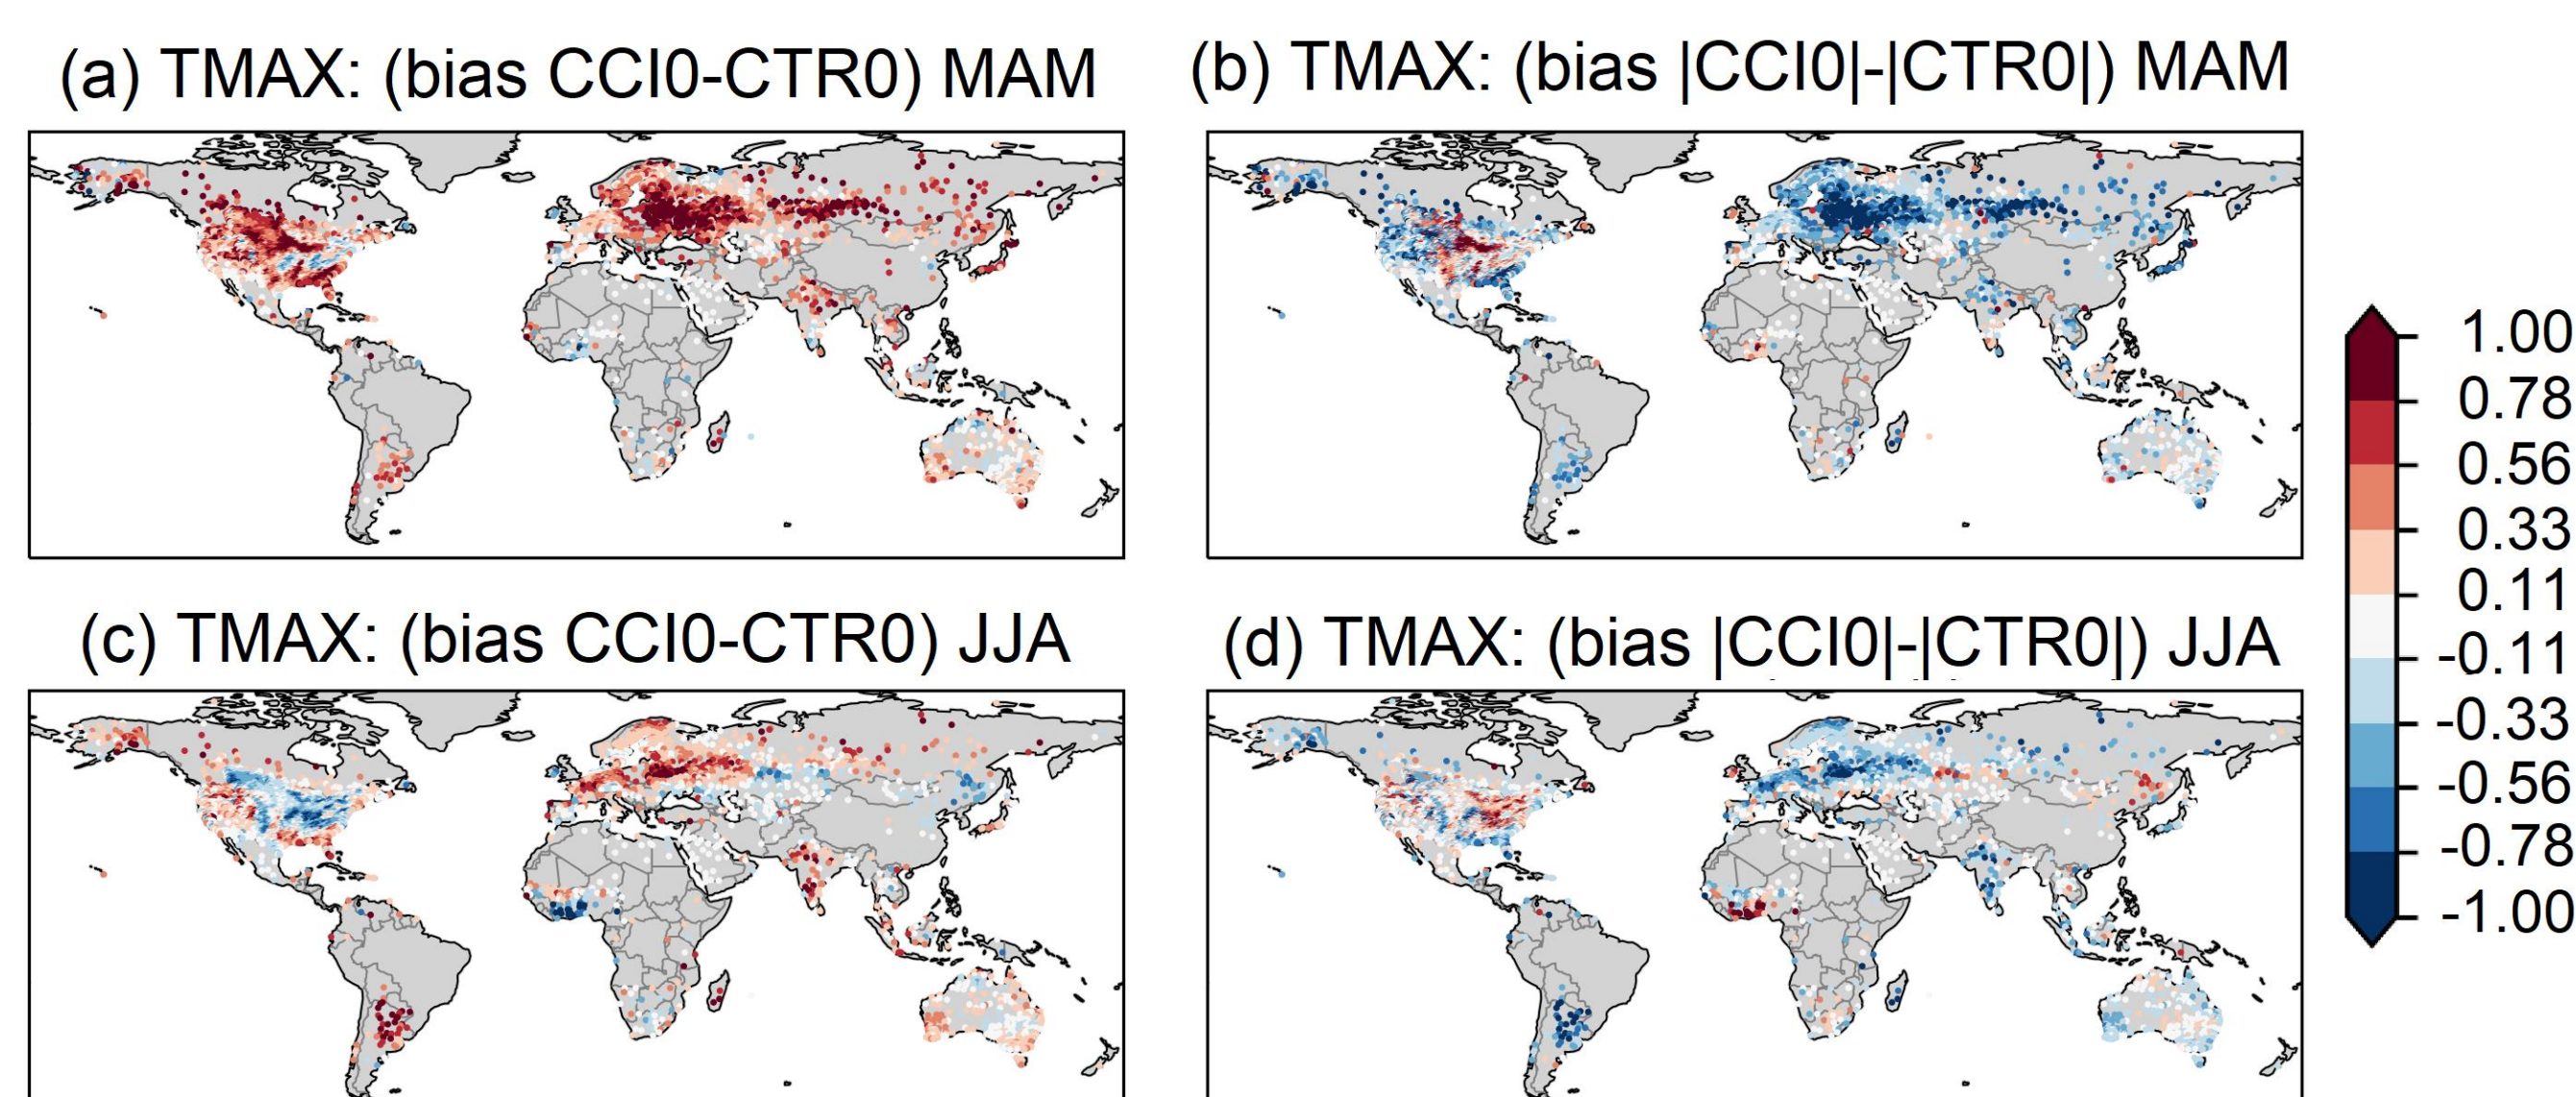 (a) TMAX: (bias CCI0-CTR0) MAM
(b) TMAX: (bias |CCI0|-|CTR0|) MAM
(c) TMAX: (bias CCI0-CTR0) JJA
(d) TMAX: (bias |CCI0|-|CTR0|) JJA
1.00
0.78
0.56
0.33
0.11
-0.11
-0.33
-0.56
-0.78
-1.00